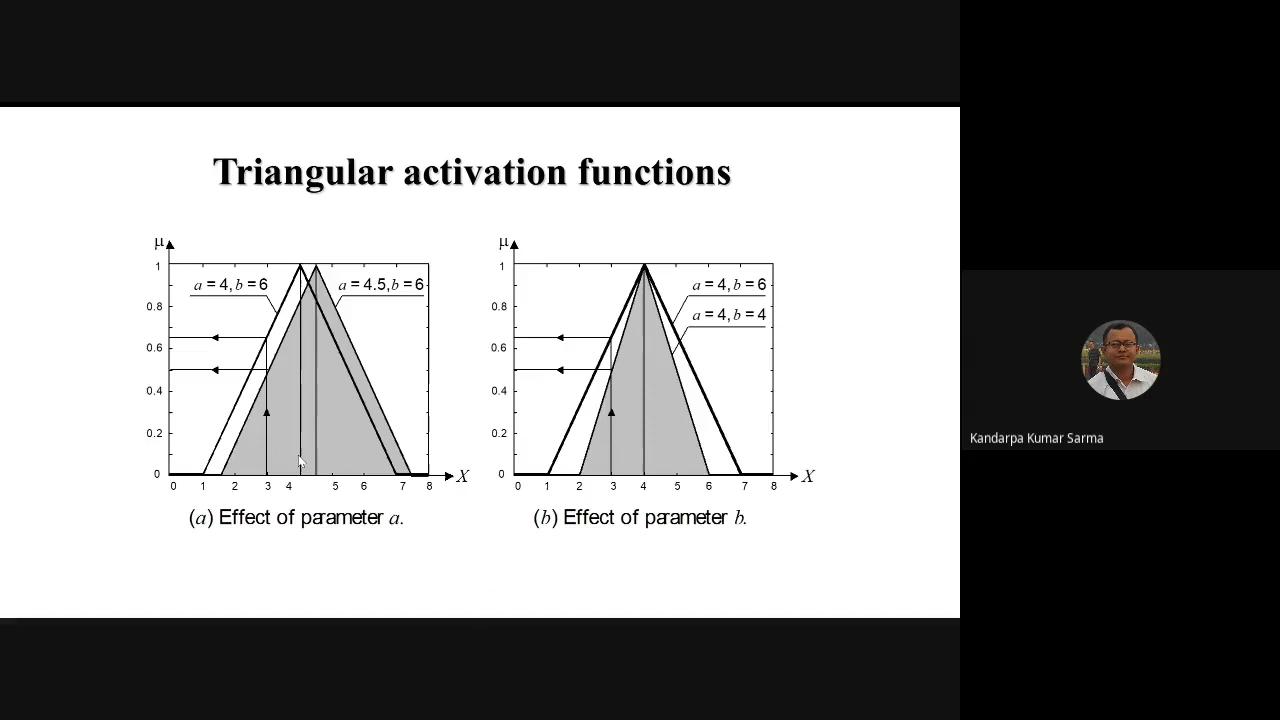 Triangular activation functions
μ
1
0.8
0.6
0.4
0.2
0
a = 4, b = 6
a = 4.5, b = 6
0 1 2 3 4 5 6 7 8
X
(a) Effect of parameter a.
μ
1
0.8
0.6
0.4
0.2
0
a = 4, b = 6
a = 4, b = 4
0 1 2 3 4 5 6 7 8
X
(b) Effect of parameter b.
Kandarpa Kumar Sarma